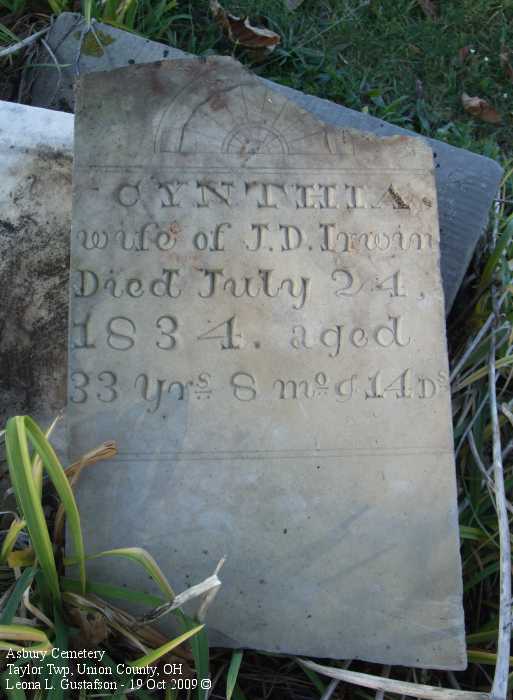 CYNTHIA
wife of J.D. Irwin
Died July 24,
1834. aged
33 Yrs. 8 mo. & 14 Ds
Asbury Cemetery
Taylor Twp, Union County, OH
Leona L. Gustafson - 19 Oct 2009 ©